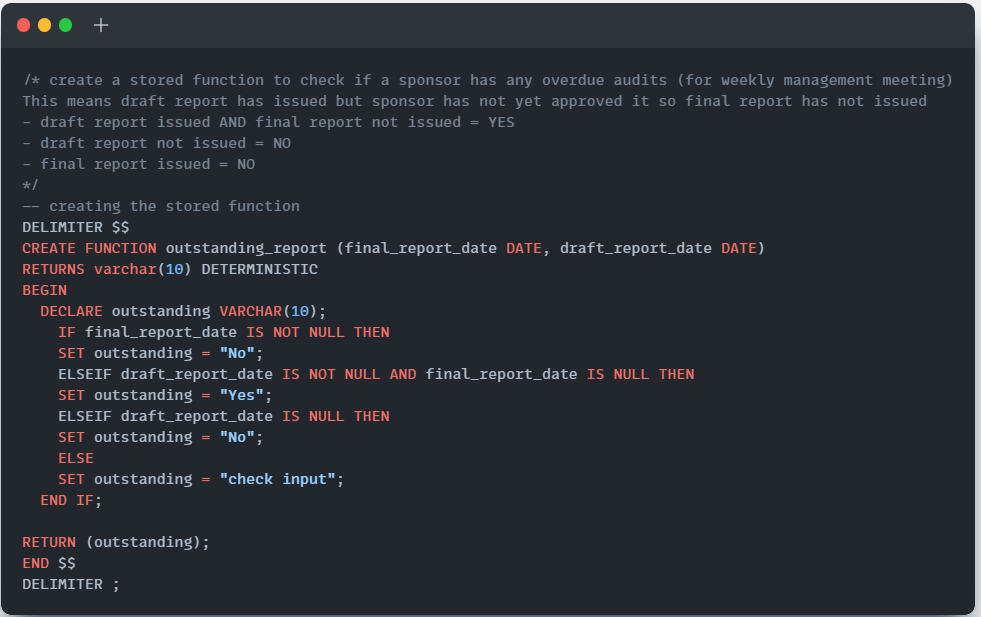 /* create a stored function to check if a sponsor has any overdue audits (for weekly management meeting)
This means draft report has issued but sponsor has not yet approved it so final report has not issued
- draft report issued AND final report not issued = YES
- draft report not issued = NO
- final report issued = NO
*/
-- creating the stored function
DELIMITER $$
CREATE FUNCTION outstanding_report (final_report_date DATE, draft_report_date DATE)
RETURNS varchar(10) DETERMINISTIC
BEGIN
  DECLARE outstanding VARCHAR(10);
    IF final_report_date IS NOT NULL THEN
    SET outstanding = "No";
    ELSEIF draft_report_date IS NOT NULL AND final_report_date IS NULL THEN
    SET outstanding = "Yes";
    ELSEIF draft_report_date IS NULL THEN
    SET outstanding = "No";
    ELSE
    SET outstanding = "check input";
  END IF;

RETURN (outstanding);
END $$
DELIMITER ;